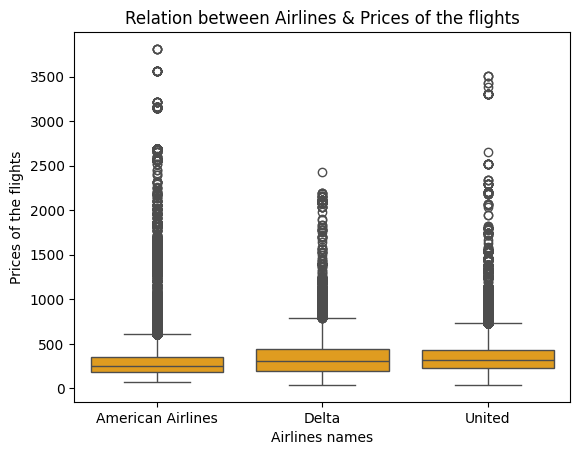 Relation between Airlines & Prices of the flights
Prices of the flights
3500
3000
2500
2000
1500
1000
500
0
American Airlines
Delta
United
Airlines names